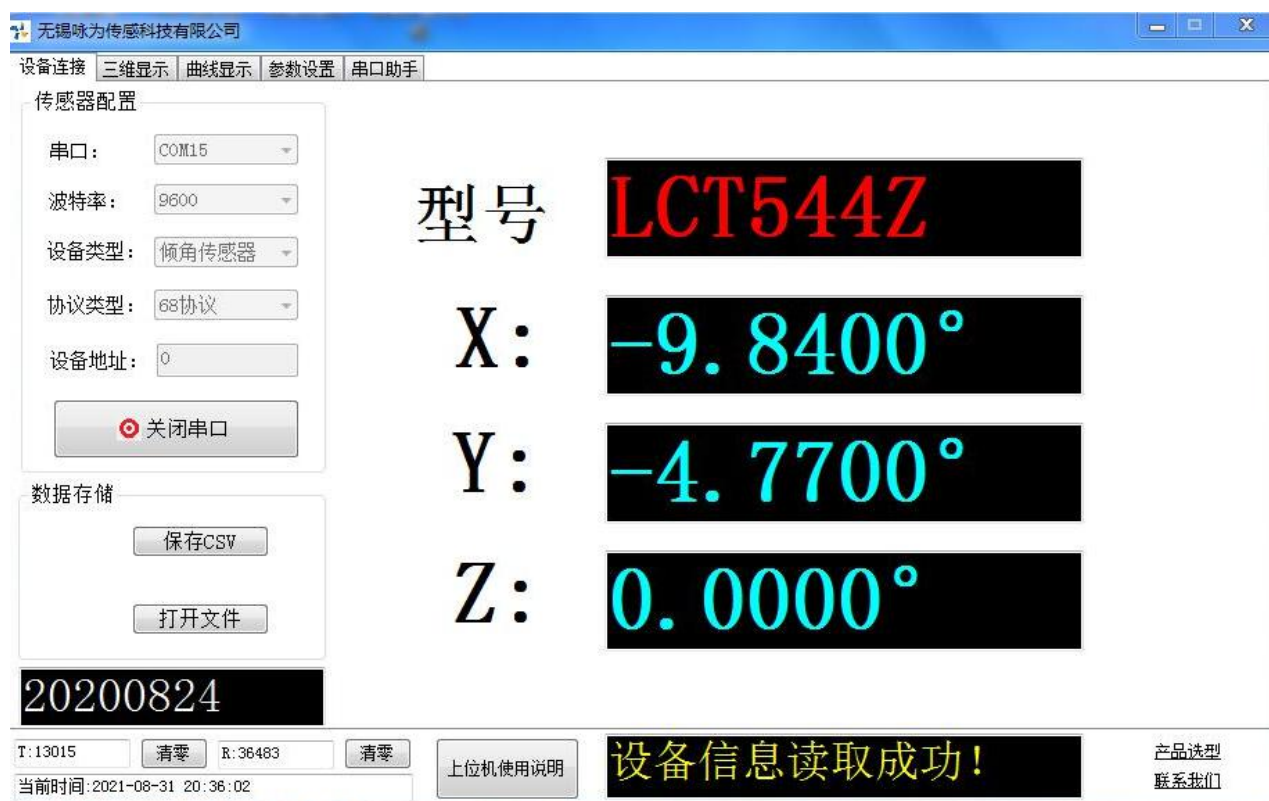 无锡咏为传感科技有限公司
设备连接 三维显示 曲线显示 参数设置 串口助手
传感器配置
串口: COM15
波特率: 9600
设备类型: 倾角传感器
协议类型: 68协议
设备地址: 0
关闭串口
数据存储
保存CSV
打开文件
20200824
型号 LCT544Z
X: -9.8400°
Y: -4.7700°
Z: 0.0000°
T:13015 清零 R:36483 清零
当前时间:2021-08-31 20:36:02
上位机使用说明
设备信息读取成功!
产品选型
联系我们